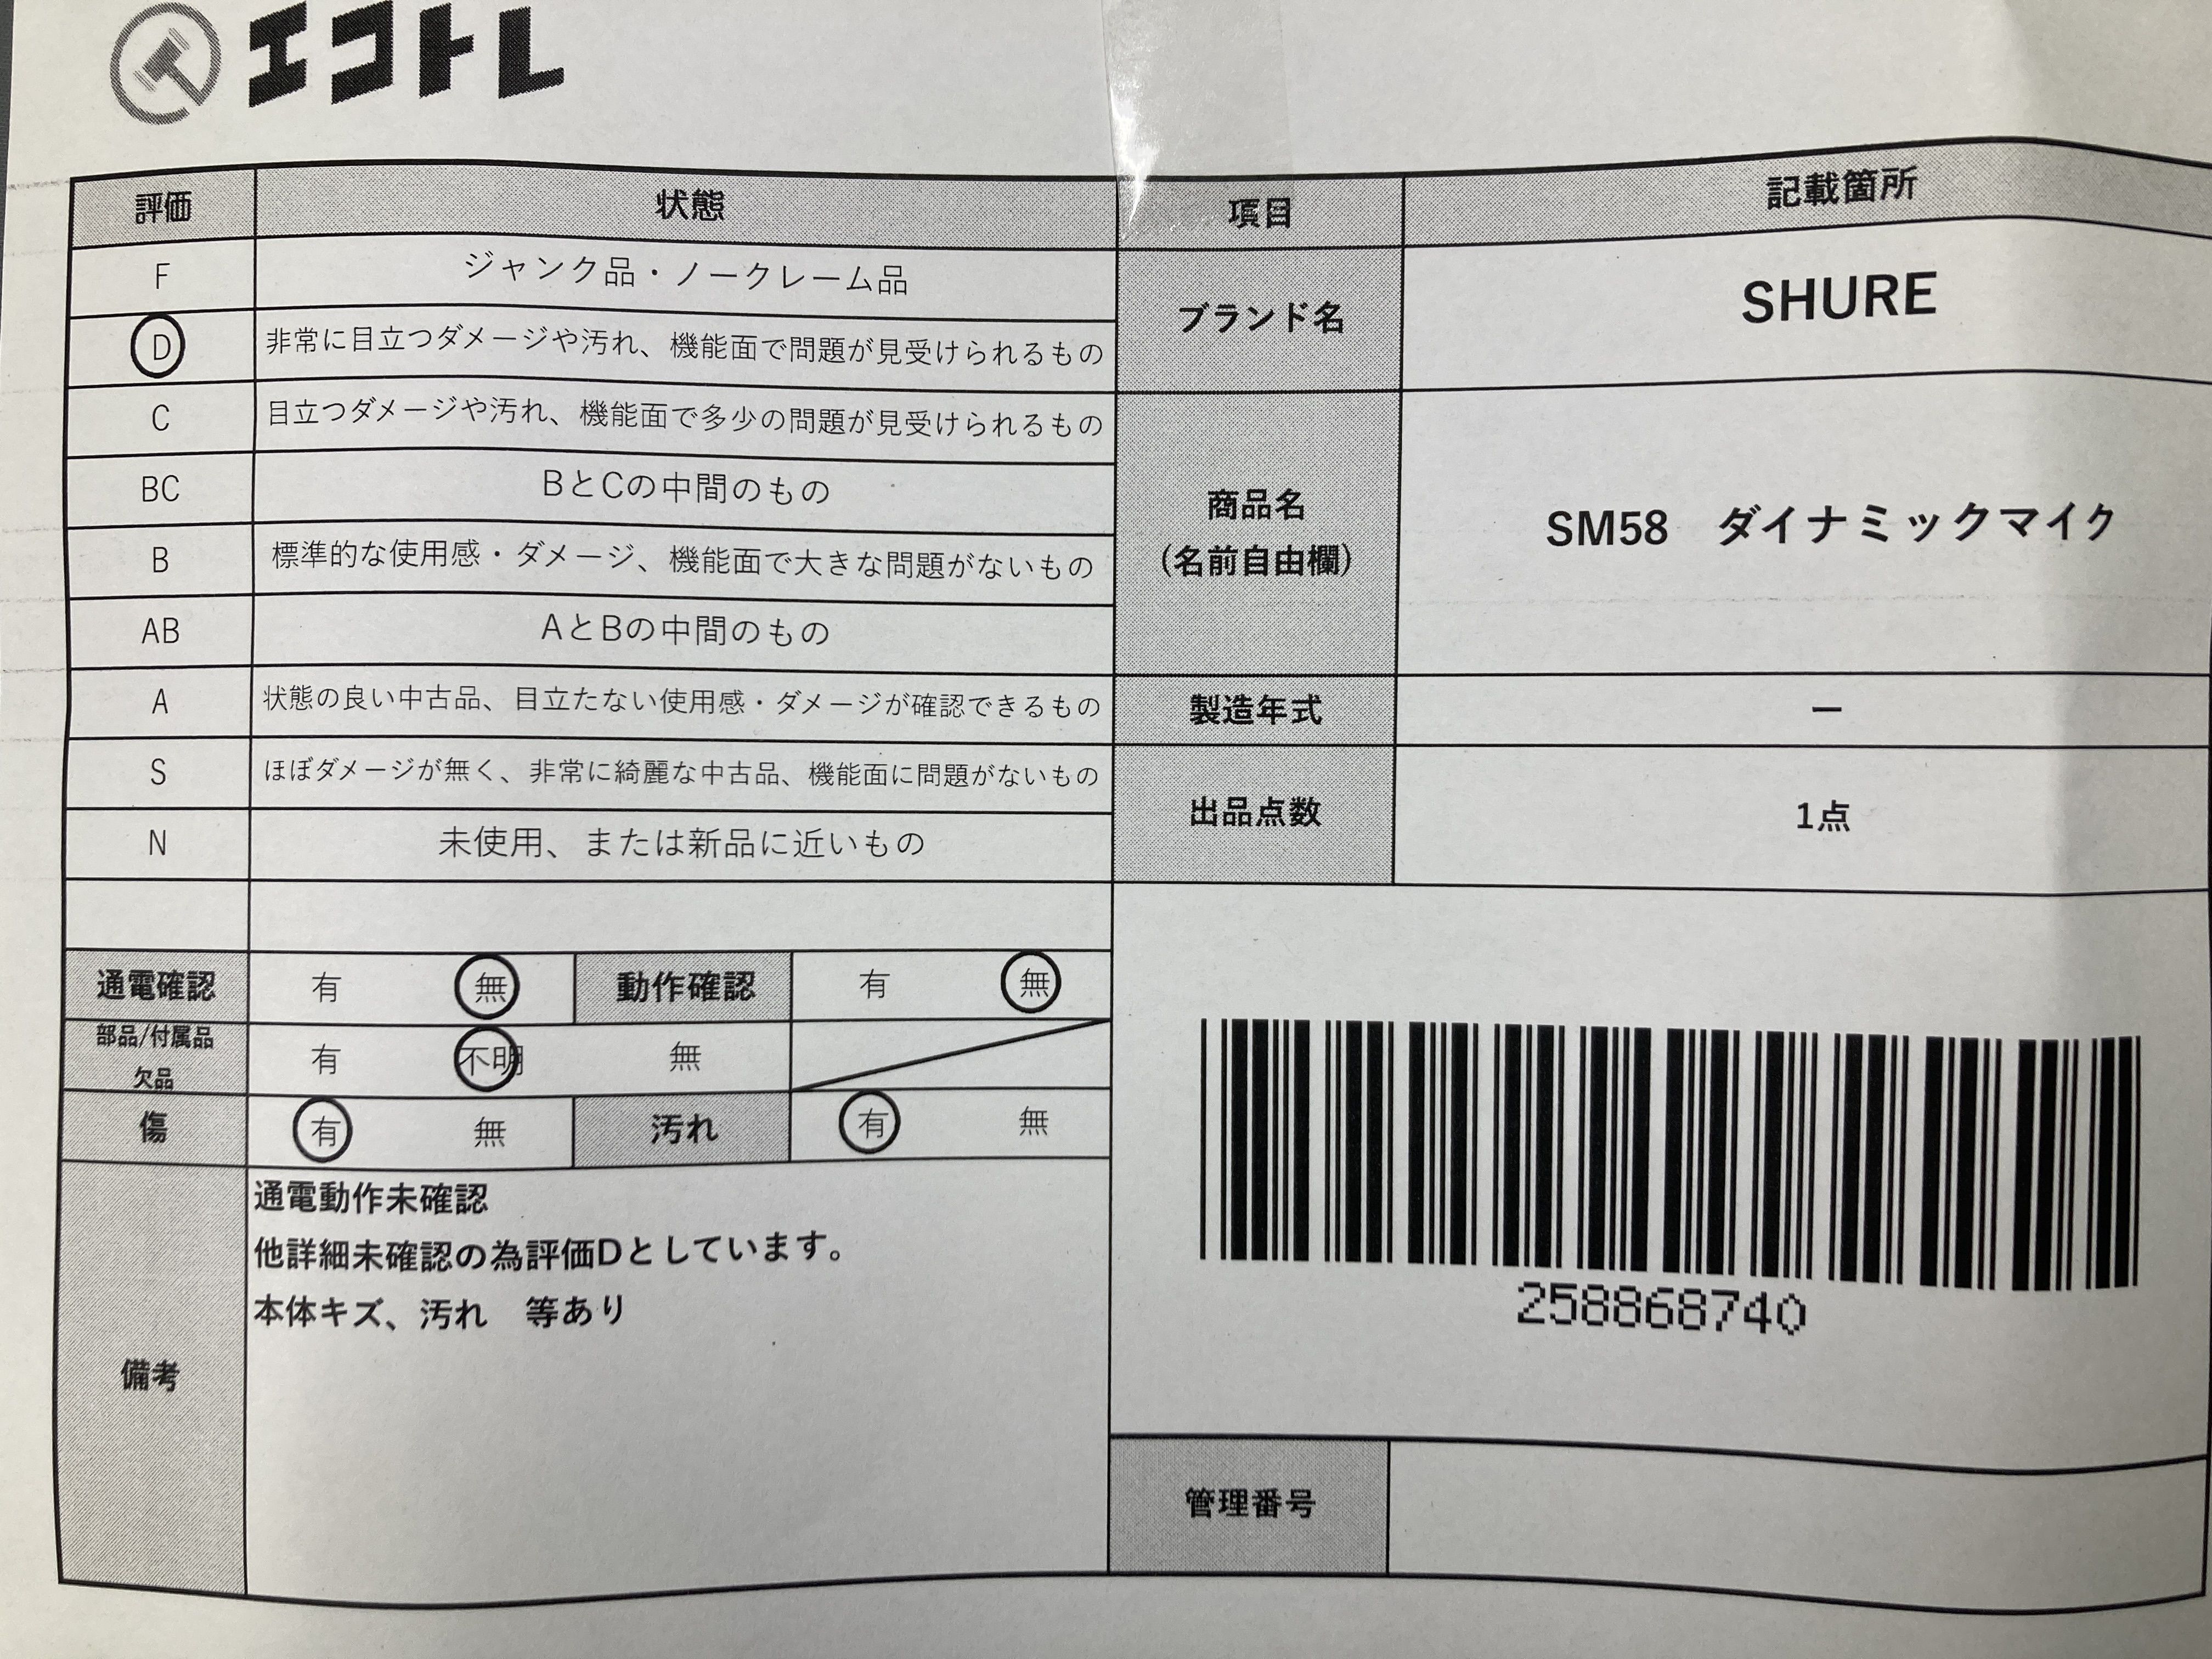 エコトレ
評価 状態
F ジャンク品・ノークレーム品
D 非常に目立つダメージや汚れ、機能面で問題が見受けられるもの
C 目立つダメージや汚れ、機能面で多少の問題が見受けられるもの
BC BとCの中間のもの
B 標準的な使用感・ダメージ、機能面で大きな問題がないもの
AB AとBの中間のもの
A 状態の良い中古品、目立たない使用感・ダメージが確認できるもの
S ほぼダメージが無く、非常に綺麗な中古品、機能面に問題がないもの
N 未使用、または新品に近いもの
通電確認 有 無 動作確認 有 無
部品/付属品
欠品 有 不明 無
傷 有 無 汚れ 有 無
備考
通電動作未確認
他詳細未確認の為評価Dとしています。
本体キズ、汚れ　等あり
項目 記載箇所
ブランド名 SHURE
商品名
(名前自由欄)
SM58　ダイナミックマイク
製造年式 ー
出品点数 1点
258868740
管理番号